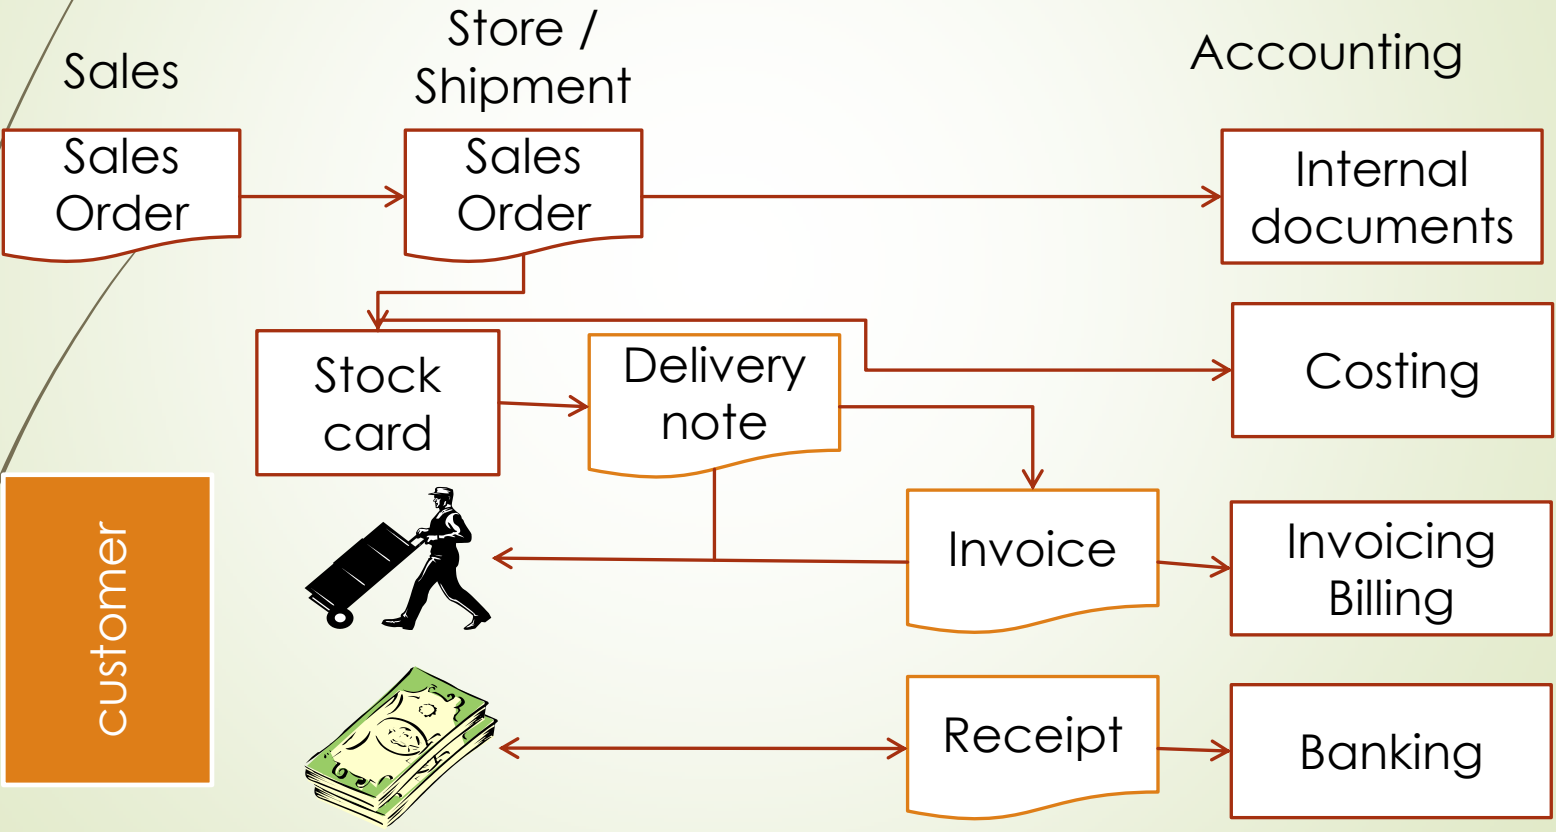 Sales
Store /
Shipment
Accounting
Sales
Order
Sales
Order
Internal
documents
Stock
card
Delivery
note
Costing
customer
Invoice
Invoicing
Billing
Receipt
Banking